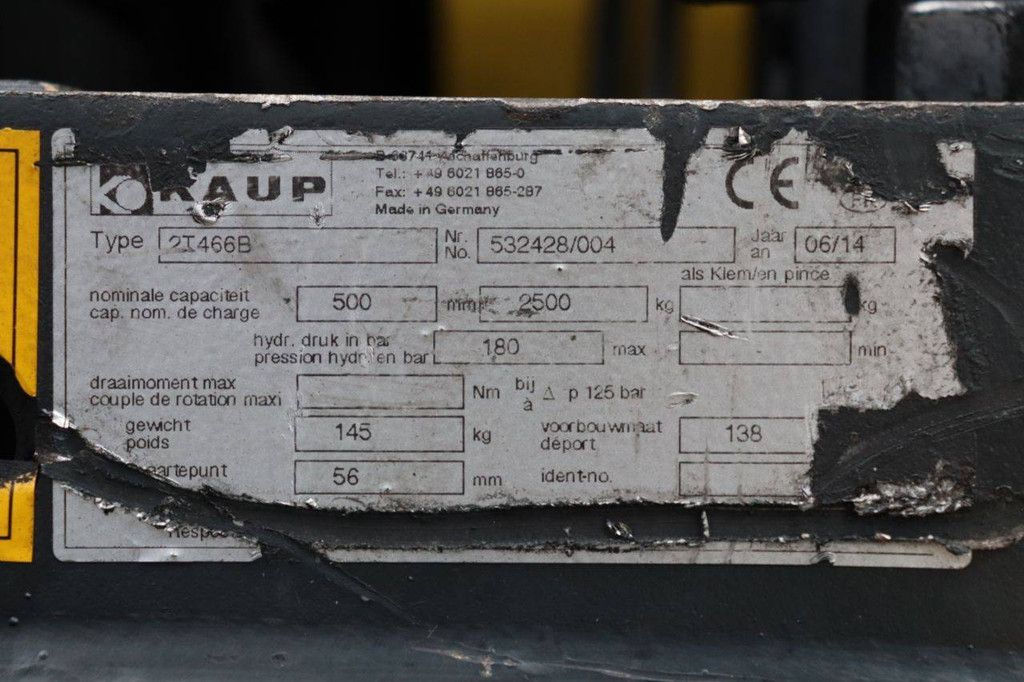 KAUP
Aschaffenburg
Tel.: +49 6021 865-0
Fax: +49 6021 865-287
Made in Germany
CE
Type 2T466B Nr. No. 532428/004 Jaar an 06/14
als Klem/en pince
nominale capaciteit cap. nom. de charge 500 mm 2500 kg kg
hydr. druk in bar pression hydr. en bar 180 max min
draaimoment max couple de rotation maxi Nm bij à Δ p 125 bar
gewicht poids 145 kg voorbouwmaat déport 138
56 mm ident-no.